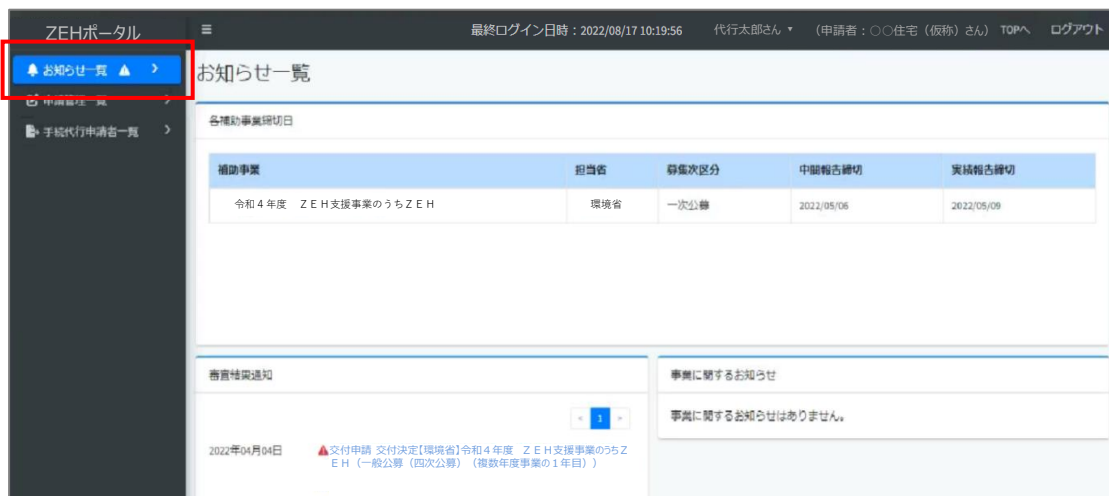 ZEHポータル
最終ログイン日時：2022/08/17 10:19:56 代行太郎さん ▾ （申請者：○○住宅（仮称）さん） TOPへ ログアウト
お知らせ一覧
申請管理一覧
手続代行申請者一覧
お知らせ一覧
各補助事業締切日
補助事業 担当省 募集次区分 中間報告締切 実績報告締切
令和４年度 ＺＥＨ支援事業のうちＺＥＨ 環境省 一次公募 2022/05/06 2022/05/09
審査結果通知
< 1 >
2022年04月04日 交付申請 交付決定【環境省】令和４年度 ＺＥＨ支援事業のうちＺ
ＥＨ（一般公募（四次公募）（複数年度事業の１年目））
事業に関するお知らせ
事業に関するお知らせはありません。